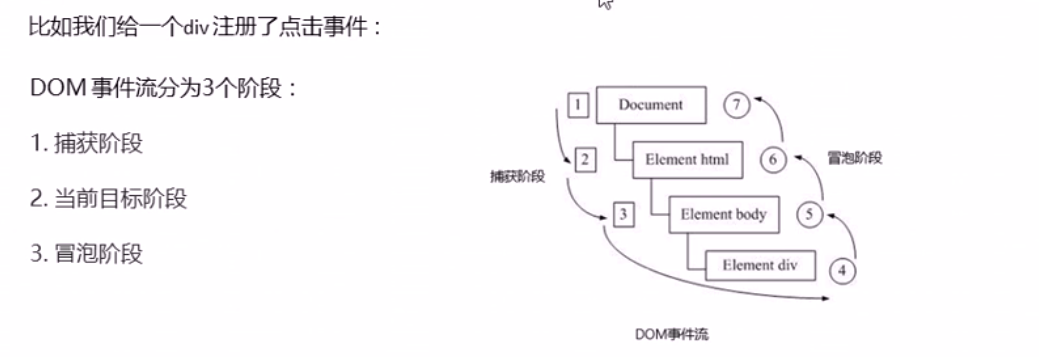 比如我们给一个div 注册了点击事件：
DOM 事件流分为3个阶段：
1. 捕获阶段
2. 当前目标阶段
3. 冒泡阶段
1 Document 7
2 Element html 6 冒泡阶段
捕获阶段
3 Element body 5
Element div 4
DOM事件流